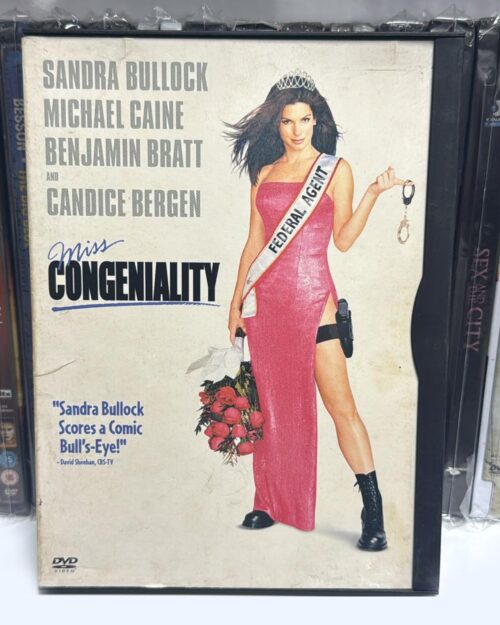 SANDRA BULLOCK
MICHAEL CAINE
BENJAMIN BRATT
AND
CANDICE BERGEN
Miss
CONGENIALITY
FEDERAL AGENT
"Sandra Bullock
Scores a Comic
Bull's-Eye!"
- David Sheehan, CBS-TV
DVD
VIDEO
BESSON
SEX AND THE CITY